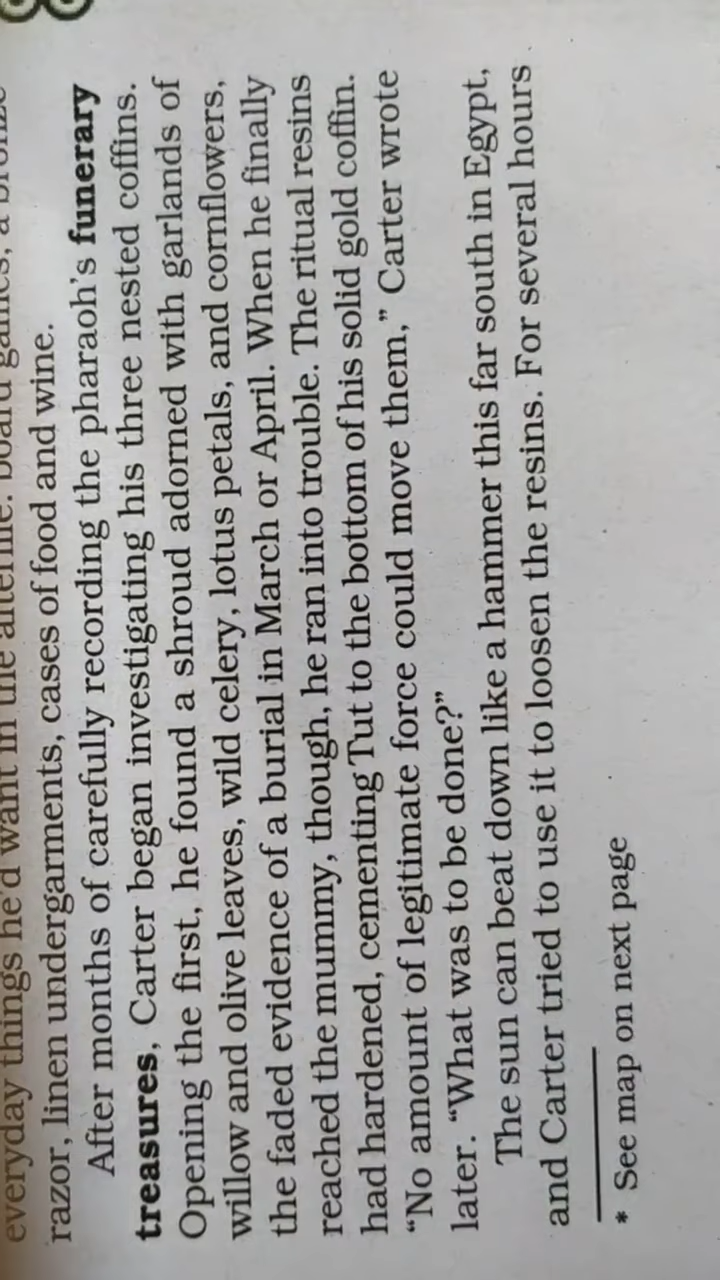 everyday things he'd want in the afterlife: board games, a bronze
razor, linen undergarments, cases of food and wine.
After months of carefully recording the pharaoh's funerary
treasures, Carter began investigating his three nested coffins.
Opening the first, he found a shroud adorned with garlands of
willow and olive leaves, wild celery, lotus petals, and cornflowers,
the faded evidence of a burial in March or April. When he finally
reached the mummy, though, he ran into trouble. The ritual resins
had hardened, cementing Tut to the bottom of his solid gold coffin.
“No amount of legitimate force could move them,” Carter wrote
later. “What was to be done?”
The sun can beat down like a hammer this far south in Egypt,
and Carter tried to use it to loosen the resins. For several hours
* See map on next page